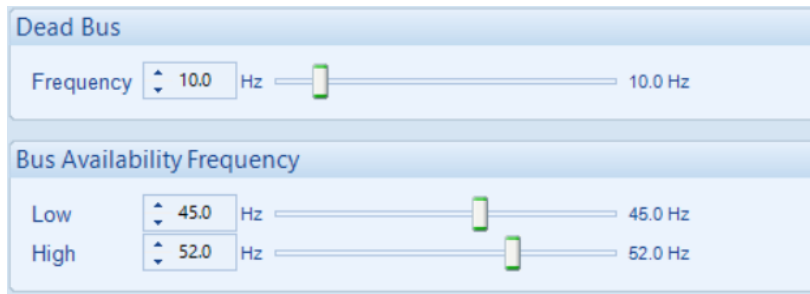 Dead Bus
Frequency 10.0 Hz 10.0 Hz
Bus Availability Frequency
Low 45.0 Hz 45.0 Hz
High 52.0 Hz 52.0 Hz